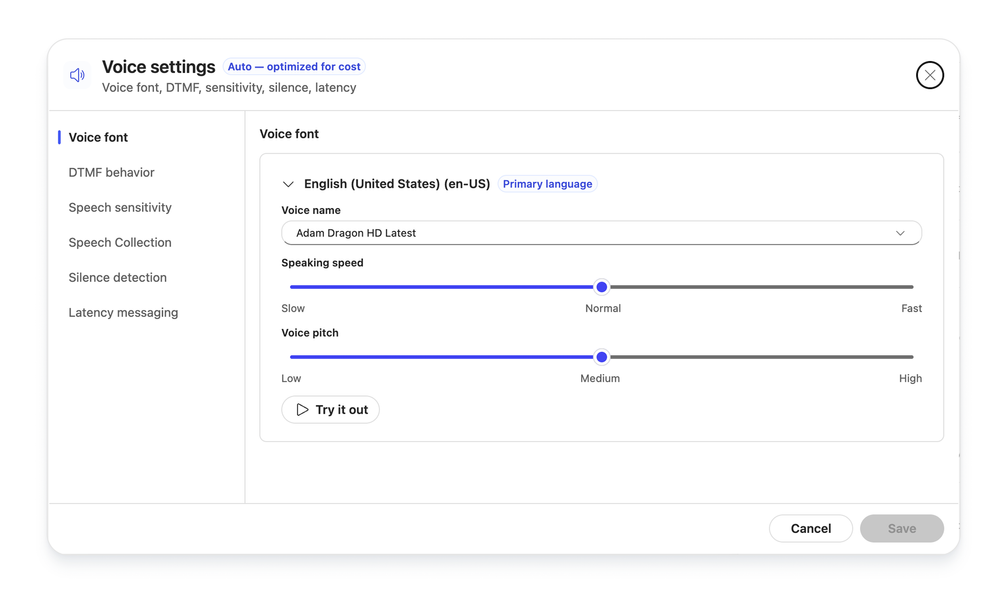 Voice settings Auto — optimized for cost
Voice font, DTMF, sensitivity, silence, latency
Voice font
DTMF behavior
Speech sensitivity
Speech Collection
Silence detection
Latency messaging
Voice font
English (United States) (en-US) Primary language
Voice name
Adam Dragon HD Latest
Speaking speed
Slow Normal Fast
Voice pitch
Low Medium High
Try it out
Cancel Save